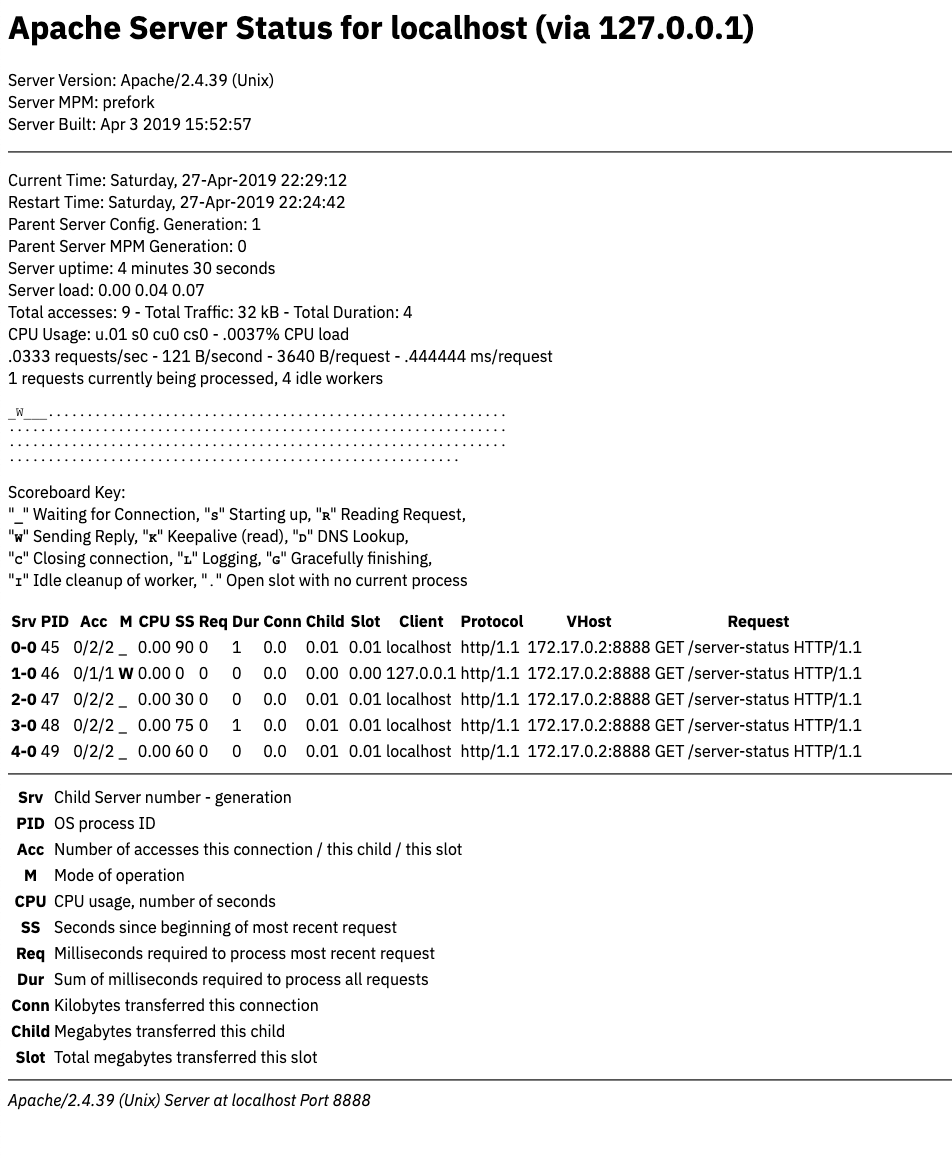 Apache Server Status for localhost (via 127.0.0.1)
Server Version: Apache/2.4.39 (Unix)
Server MPM: prefork
Server Built: Apr 3 2019 15:52:57
Current Time: Saturday, 27-Apr-2019 22:29:12
Restart Time: Saturday, 27-Apr-2019 22:24:42
Parent Server Config. Generation: 1
Parent Server MPM Generation: 0
Server uptime: 4 minutes 30 seconds
Server load: 0.00 0.04 0.07
Total accesses: 9 - Total Traffic: 32 kB - Total Duration: 4
CPU Usage: u.01 s0 cu0 cs0 - .0037% CPU load
.0333 requests/sec - 121 B/second - 3640 B/request - .444444 ms/request
1 requests currently being processed, 4 idle workers
_W___...........................................................
................................................................
................................................................
..........................................................
Scoreboard Key:
"_" Waiting for Connection, "S" Starting up, "R" Reading Request,
"W" Sending Reply, "K" Keepalive (read), "D" DNS Lookup,
"C" Closing connection, "L" Logging, "G" Gracefully finishing,
"I" Idle cleanup of worker, "." Open slot with no current process
Srv PID Acc M CPU SS Req Dur Conn Child Slot Client Protocol VHost Request
0-0 45 0/2/2 _ 0.00 90 0 1 0.0 0.01 0.01 localhost http/1.1 172.17.0.2:8888 GET /server-status HTTP/1.1
1-0 46 0/1/1 W 0.00 0 0 0 0.0 0.00 0.00 127.0.0.1 http/1.1 172.17.0.2:8888 GET /server-status HTTP/1.1
2-0 47 0/2/2 _ 0.00 30 0 0 0.0 0.01 0.01 localhost http/1.1 172.17.0.2:8888 GET /server-status HTTP/1.1
3-0 48 0/2/2 _ 0.00 75 0 1 0.0 0.01 0.01 localhost http/1.1 172.17.0.2:8888 GET /server-status HTTP/1.1
4-0 49 0/2/2 _ 0.00 60 0 0 0.0 0.01 0.01 localhost http/1.1 172.17.0.2:8888 GET /server-status HTTP/1.1
Srv Child Server number - generation
PID OS process ID
Acc Number of accesses this connection / this child / this slot
M Mode of operation
CPU CPU usage, number of seconds
SS Seconds since beginning of most recent request
Req Milliseconds required to process most recent request
Dur Sum of milliseconds required to process all requests
Conn Kilobytes transferred this connection
Child Megabytes transferred this child
Slot Total megabytes transferred this slot
Apache/2.4.39 (Unix) Server at localhost Port 8888